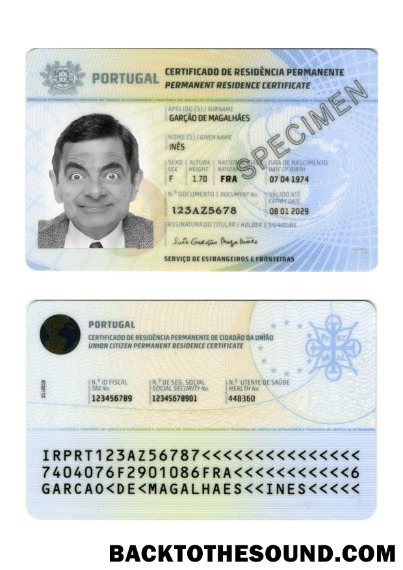 PORTUGAL
CERTIFICADO DE RESIDÊNCIA PERMANENTE
PERMANENT RESIDENCE CERTIFICATE
SPECIMEN
APELIDO(S) / SURNAME
GARÇÃO DE MAGALHÃES
NOME(S) / GIVEN NAME
INÊS
SEXO ALTURA DATA DE NASCIMENTO
SEX HEIGHT DATE OF BIRTH
F 1.70 FRA 07 04 1974
N.º DOCUMENTO / DOCUMENT No. VÁLIDO ATÉ
EXPIRY DATE
123AZ5678 08 01 2029
ASSINATURA DO TITULAR / HOLDER'S SIGNATURE
Inês Garção Magalhães
SERVIÇO DE ESTRANGEIROS E FRONTEIRAS
PORTUGAL
CERTIFICADO DE RESIDÊNCIA PERMANENTE DE CIDADÃO DA UNIÃO
UNION CITIZEN PERMANENT RESIDENCE CERTIFICATE
N.º ID FISCAL N.º DE SEG. SOCIAL N.º UTENTE DE SAÚDE
TAX No. SOCIAL SECURITY No. HEALTH No.
123456789 12345678901 448360
IRPRT123AZ56787<<<<<<<<<<<<<<<
7404076F2901086FRA<<<<<<<<<<<6
GARCAO<DE<MAGALHAES<<INES<<<<<
BACKTOTHESOUND.COM